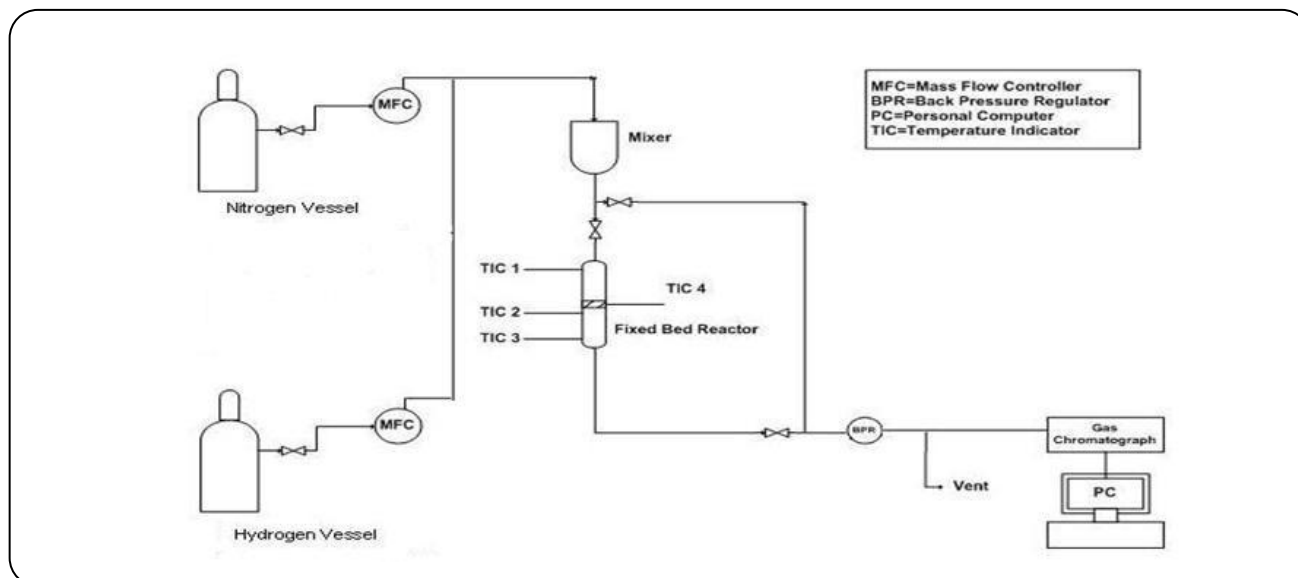 MFC
Nitrogen Vessel
MFC=Mass Flow Controller
BPR=Back Pressure Regulator
PC=Personal Computer
TIC=Temperature Indicator
Mixer
TIC 1
TIC 4
TIC 2
Fixed Bed Reactor
TIC 3
MFC
Hydrogen Vessel
BPR
Vent
Gas
Chromatograph
PC